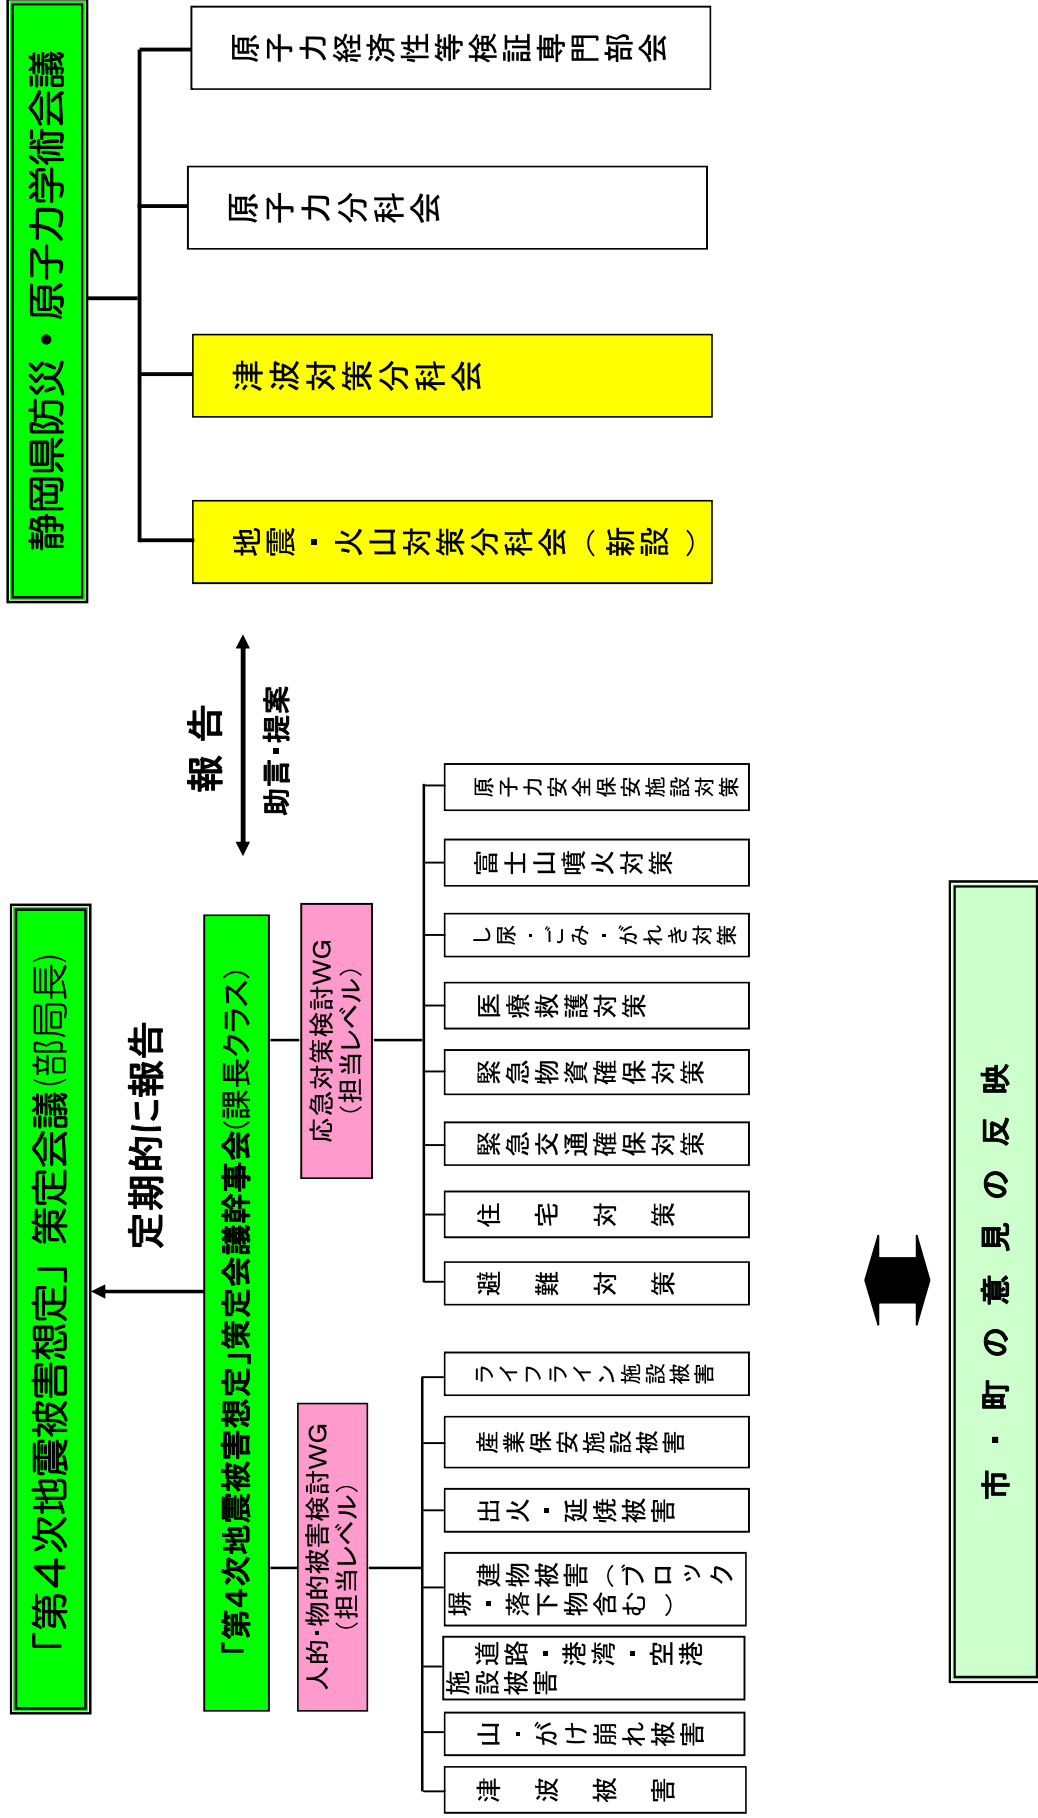 「第４次地震被害想定」策定会議(部局長)
静岡県防災・原子力学術会議
定期的に報告
「第４次地震被害想定」策定会議幹事会(課長クラス)
報告
助言・提案
人的・物的被害検討WG
（担当レベル）
応急対策検討WG
（担当レベル）
地震・火山対策分科会（新設）
津波対策分科会
原子力分科会
原子力経済性等検証専門部会
津波被害
山・がけ崩れ被害
道路・港湾・空港
施設被害
建物被害（ブロック
塀・落下物含む）
出火・延焼被害
産業保安施設被害
ライフライン施設被害
避難対策
住宅対策
緊急交通確保対策
緊急物資確保対策
医療救護対策
し尿・ごみ・がれき対策
富士山噴火対策
原子力安全保安施設対策
市・町の意見の反映